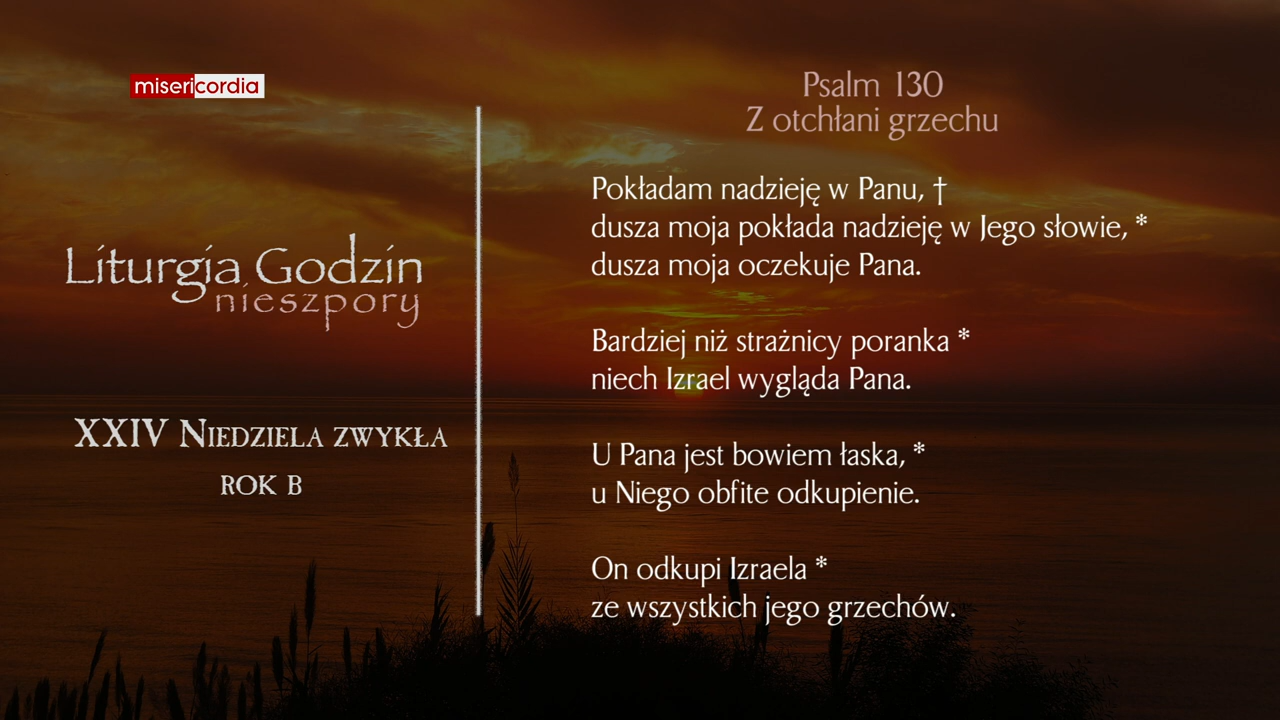 misericordia
Liturgia Godzin
nieszpory
XXIV Niedziela zwykła
rok B
Psalm 130
Z otchłani grzechu
Pokładam nadzieję w Panu, †
dusza moja pokłada nadzieję w Jego słowie, *
dusza moja oczekuje Pana.
Bardziej niż strażnicy poranka *
niech Izrael wygląda Pana.
U Pana jest bowiem łaska, *
u Niego obfite odkupienie.
On odkupi Izraela *
ze wszystkich jego grzechów.